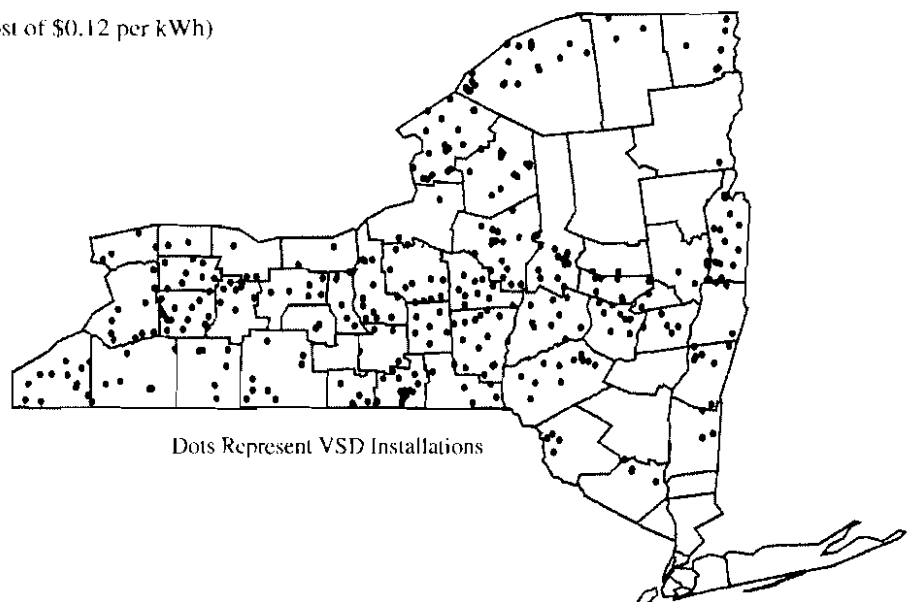 st of $0.12 per kWh)
Dots Represent VSD Installations